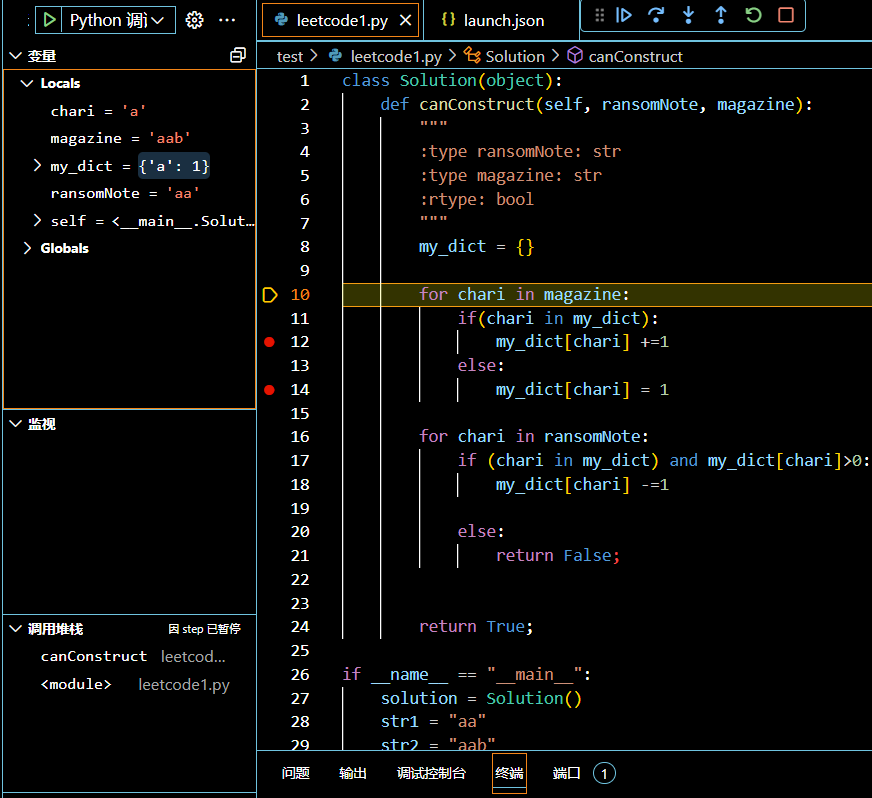 Python 调
变量
Locals
chari = 'a'
magazine = 'aab'
my_dict = {'a': 1}
ransomNote = 'aa'
self = <__main__.Solut…
Globals
监视
调用堆栈 因 step 已暂停
canConstruct leetcod...
<module> leetcode1.py
leetcode1.py launch.json
test > leetcode1.py > Solution > canConstruct
1 class Solution(object):
2 def canConstruct(self, ransomNote, magazine):
3 """
4 :type ransomNote: str
5 :type magazine: str
6 :rtype: bool
7 """
8 my_dict = {}
9
10 for chari in magazine:
11 if(chari in my_dict):
12 my_dict[chari] +=1
13 else:
14 my_dict[chari] = 1
15
16 for chari in ransomNote:
17 if (chari in my_dict) and my_dict[chari]>0:
18 my_dict[chari] -=1
19
20 else:
21 return False;
22
23
24 return True;
25
26 if __name__ == "__main__":
27 solution = Solution()
28 str1 = "aa"
29 str2 = "aab"
问题 输出 调试控制台 终端 端口 1